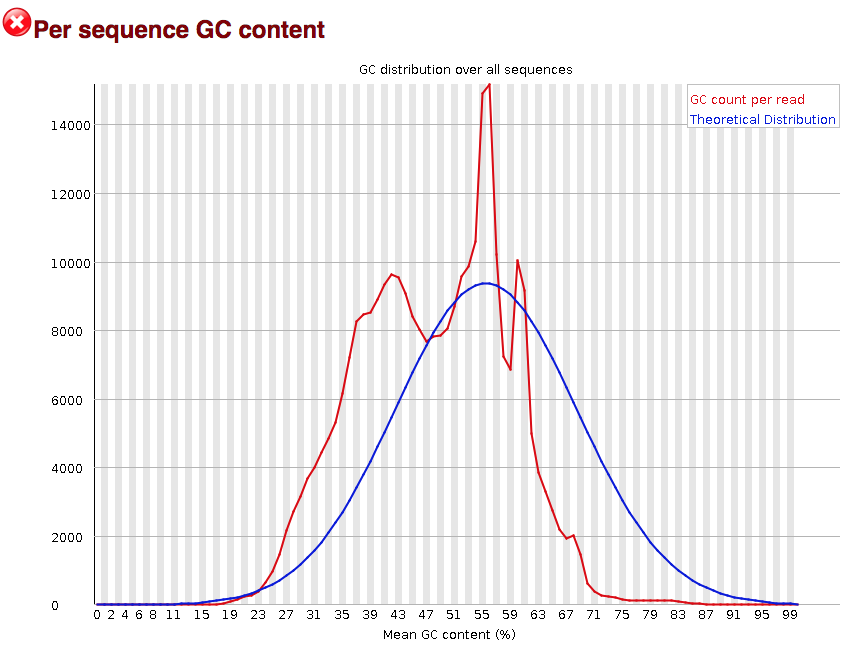 Per sequence GC content
GC distribution over all sequences
GC count per read
Theoretical Distribution
14000
12000
10000
8000
6000
4000
2000
0
0 2 4 6 8 11 15 19 23 27 31 35 39 43 47 51 55 59 63 67 71 75 79 83 87 91 95 99
Mean GC content (%)